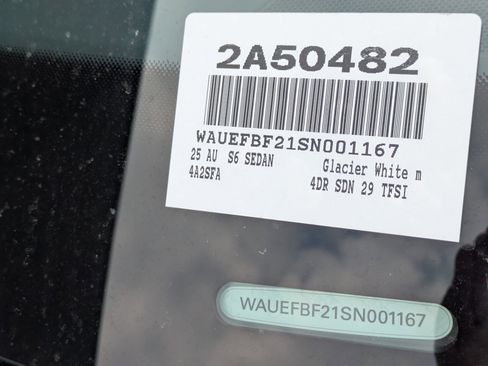 2A50482
WAUEFBF21SN001167
25 AU S6 SEDAN Glacier White m
4A2SFA 4DR SDN 29 TFSI
WAUEFBF21SN001167